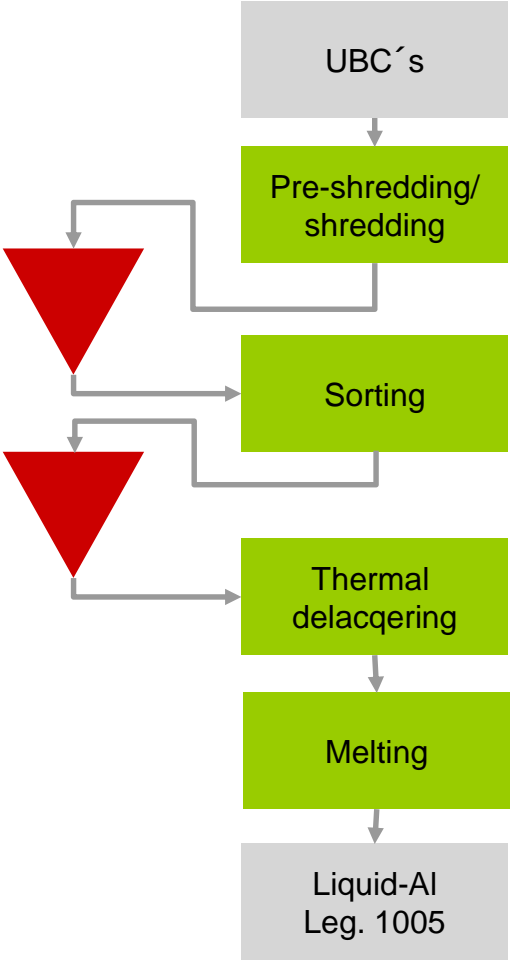 UBC´s
Pre-shredding/
shredding
Sorting
Thermal
delacqering
Melting
Liquid-Al
Leg. 1005